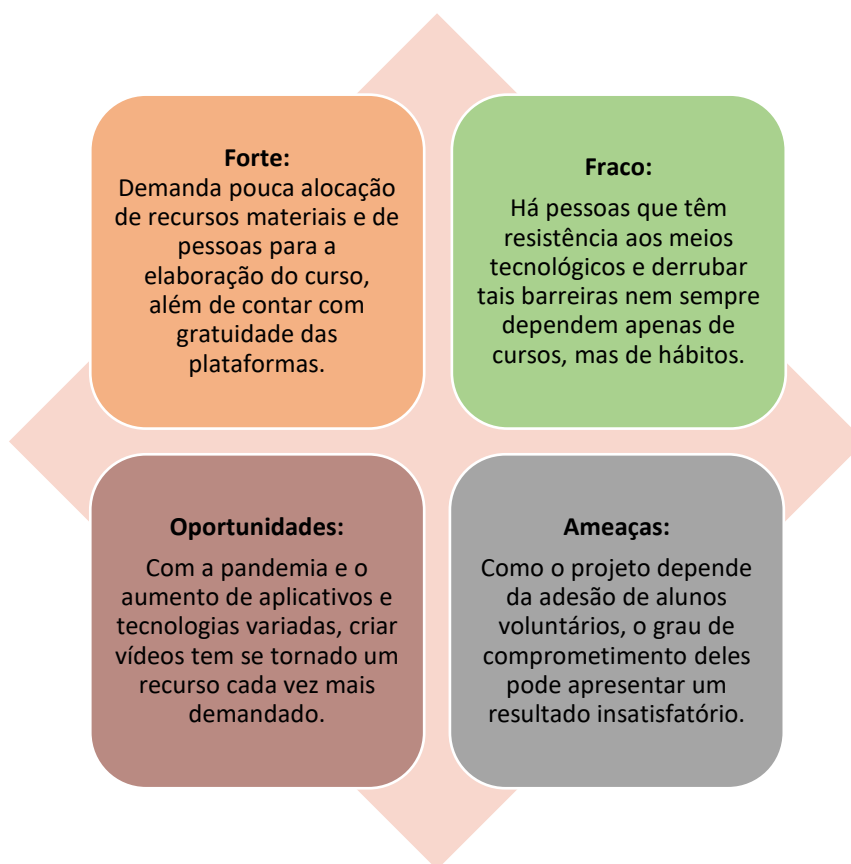 Forte:
Demanda pouca alocação
de recursos materiais e de
pessoas para a
elaboração do curso,
além de contar com
gratuidade das
plataformas.
Fraco:
Há pessoas que têm
resistência aos meios
tecnológicos e derrubar
tais barreiras nem sempre
dependem apenas de
cursos, mas de hábitos.
Oportunidades:
Com a pandemia e o
aumento de aplicativos e
tecnologias variadas, criar
vídeos tem se tornado um
recurso cada vez mais
demandado.
Ameaças:
Como o projeto depende
da adesão de alunos
voluntários, o grau de
comprometimento deles
pode apresentar um
resultado insatisfatório.